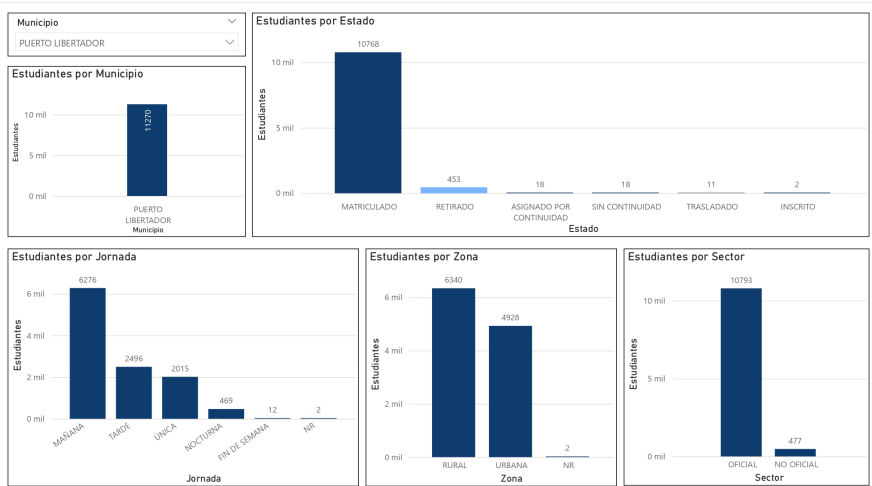 Municipio
PUERTO LIBERTADOR
Estudiantes por Municipio
Estudiantes
10 mil
5 mil
0 mil
11270
PUERTO
LIBERTADOR
Municipio
Estudiantes por Estado
Estudiantes
10 mil
5 mil
0 mil
10768
453
18
18
11
2
MATRICULADO
RETIRADO
ASIGNADO POR
CONTINUIDAD
SIN CONTINUIDAD
TRASLADADO
INSCRITO
Estado
Estudiantes por Jornada
Estudiantes
6 mil
4 mil
2 mil
0 mil
6276
2496
2015
469
12
2
MAÑANA
TARDE
ÚNICA
NOCTURNA
FIN DE SEMANA
NR
Jornada
Estudiantes por Zona
Estudiantes
6 mil
4 mil
2 mil
0 mil
6340
4928
2
RURAL
URBANA
NR
Zona
Estudiantes por Sector
Estudiantes
10 mil
5 mil
0 mil
10793
477
OFICIAL
NO OFICIAL
Sector